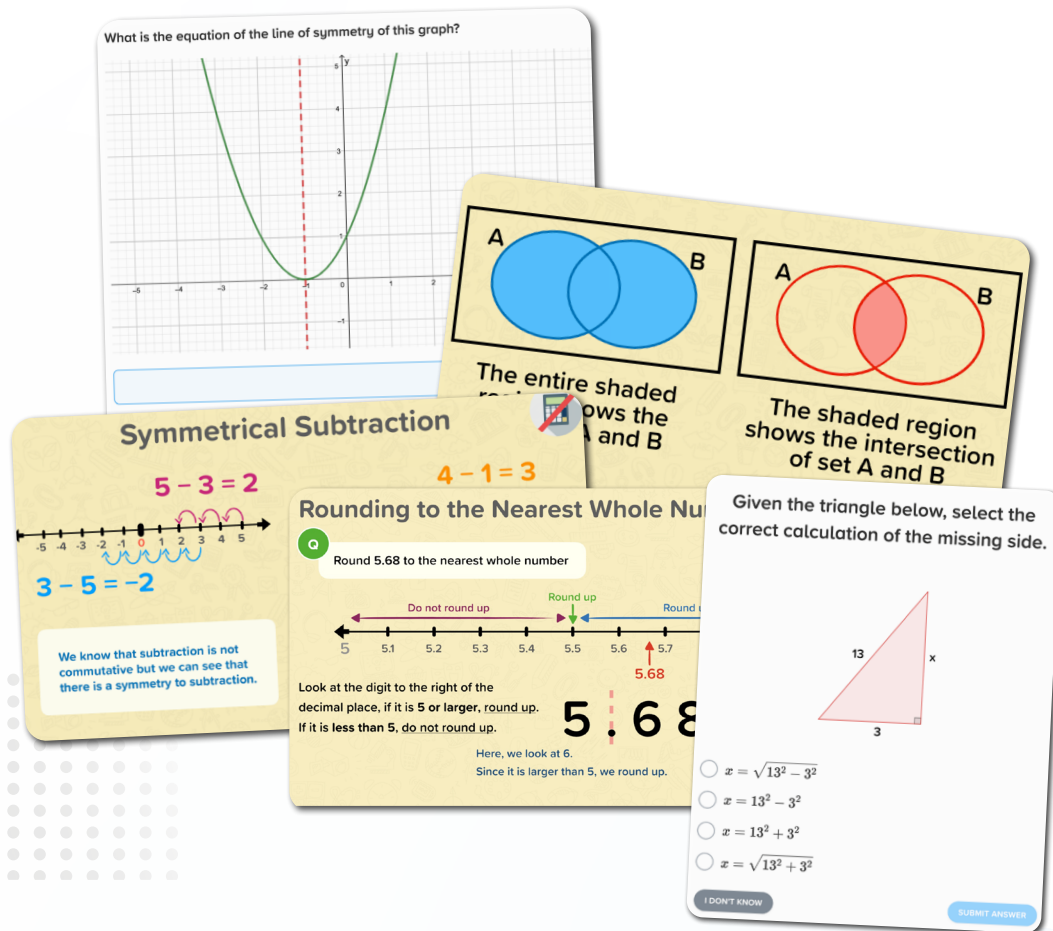 What is the equation of the line of symmetry of this graph?
y
5
4
3
2
1
-5
-4
-3
-2
-1
0
1
2
-1
A
B
The entire shaded
the
and B
A
B
The shaded region
shows the intersection
of set A and B
Symmetrical Subtraction
5 − 3 = 2
4 − 1 = 3
-5 -4 -3 -2 -1 0 1 2 3 4 5
3 − 5 = −2
We know that subtraction is not
commutative but we can see that
there is a symmetry to subtraction.
Rounding to the Nearest Whole
Q
Round 5.68 to the nearest whole number
Round up
Do not round up
Round
5 5.1 5.2 5.3 5.4 5.5 5.6 5.7
5.68
Look at the digit to the right of the
decimal place, if it is 5 or larger, round up.
If it is less than 5, do not round up.
5.68
Here, we look at 6.
Since it is larger than 5, we round up.
Given the triangle below, select the
correct calculation of the missing side.
13
x
3
x = √(13² − 3²)
x = 13² − 3²
x = 13² + 3²
x = √(13² + 3²)
I DON'T KNOW
SUBMIT ANSWER